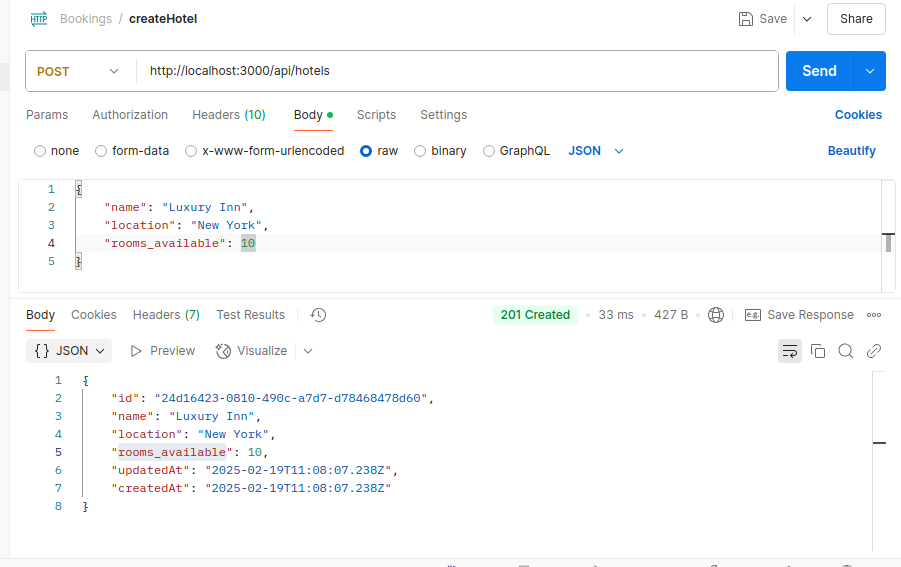 HTTP Bookings / createHotel Save Share
POST http://localhost:3000/api/hotels Send
Params Authorization Headers (10) Body Scripts Settings Cookies
none form-data x-www-form-urlencoded raw binary GraphQL JSON Beautify
1 {
2 "name": "Luxury Inn",
3 "location": "New York",
4 "rooms_available": 10
5 }
Body Cookies Headers (7) Test Results 201 Created 33 ms 427 B e.g. Save Response
{} JSON Preview Visualize
1 {
2 "id": "24d16423-0810-490c-a7d7-d78468478d60",
3 "name": "Luxury Inn",
4 "location": "New York",
5 "rooms_available": 10,
6 "updatedAt": "2025-02-19T11:08:07.238Z",
7 "createdAt": "2025-02-19T11:08:07.238Z"
8 }